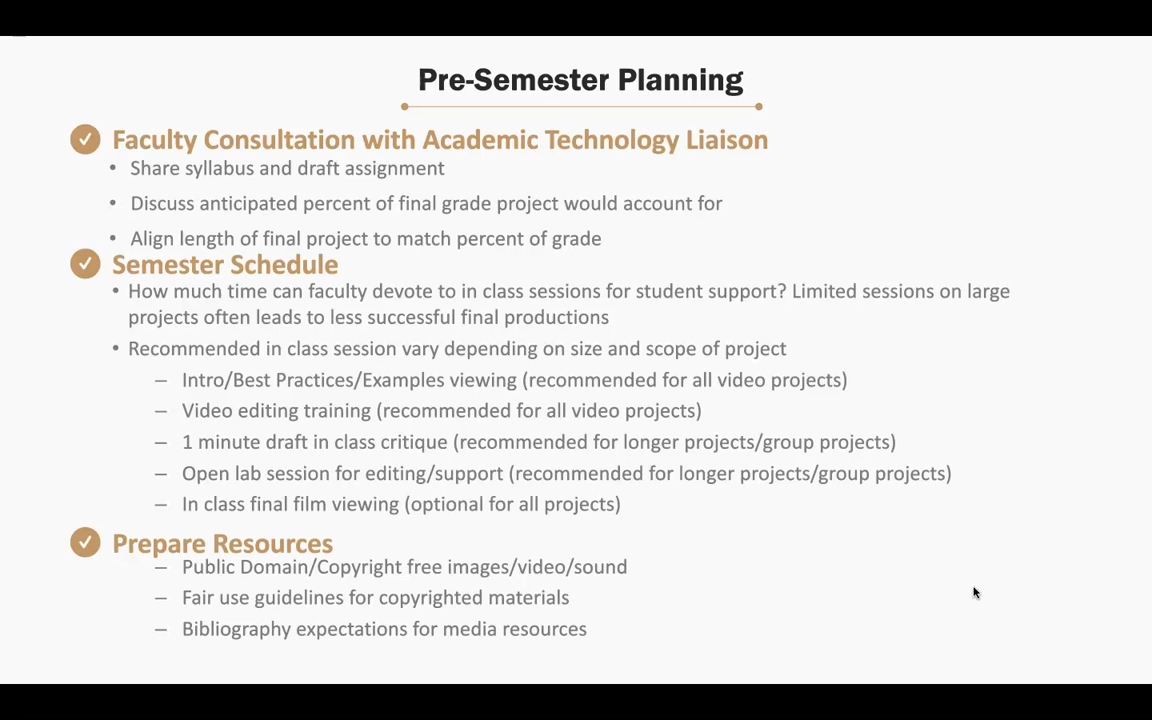 Pre-Semester Planning
Faculty Consultation with Academic Technology Liaison
• Share syllabus and draft assignment
• Discuss anticipated percent of final grade project would account for
• Align length of final project to match percent of grade
Semester Schedule
• How much time can faculty devote to in class sessions for student support? Limited sessions on large
projects often leads to less successful final productions
• Recommended in class session vary depending on size and scope of project
– Intro/Best Practices/Examples viewing (recommended for all video projects)
– Video editing training (recommended for all video projects)
– 1 minute draft in class critique (recommended for longer projects/group projects)
– Open lab session for editing/support (recommended for longer projects/group projects)
– In class final film viewing (optional for all projects)
Prepare Resources
– Public Domain/Copyright free images/video/sound
– Fair use guidelines for copyrighted materials
– Bibliography expectations for media resources